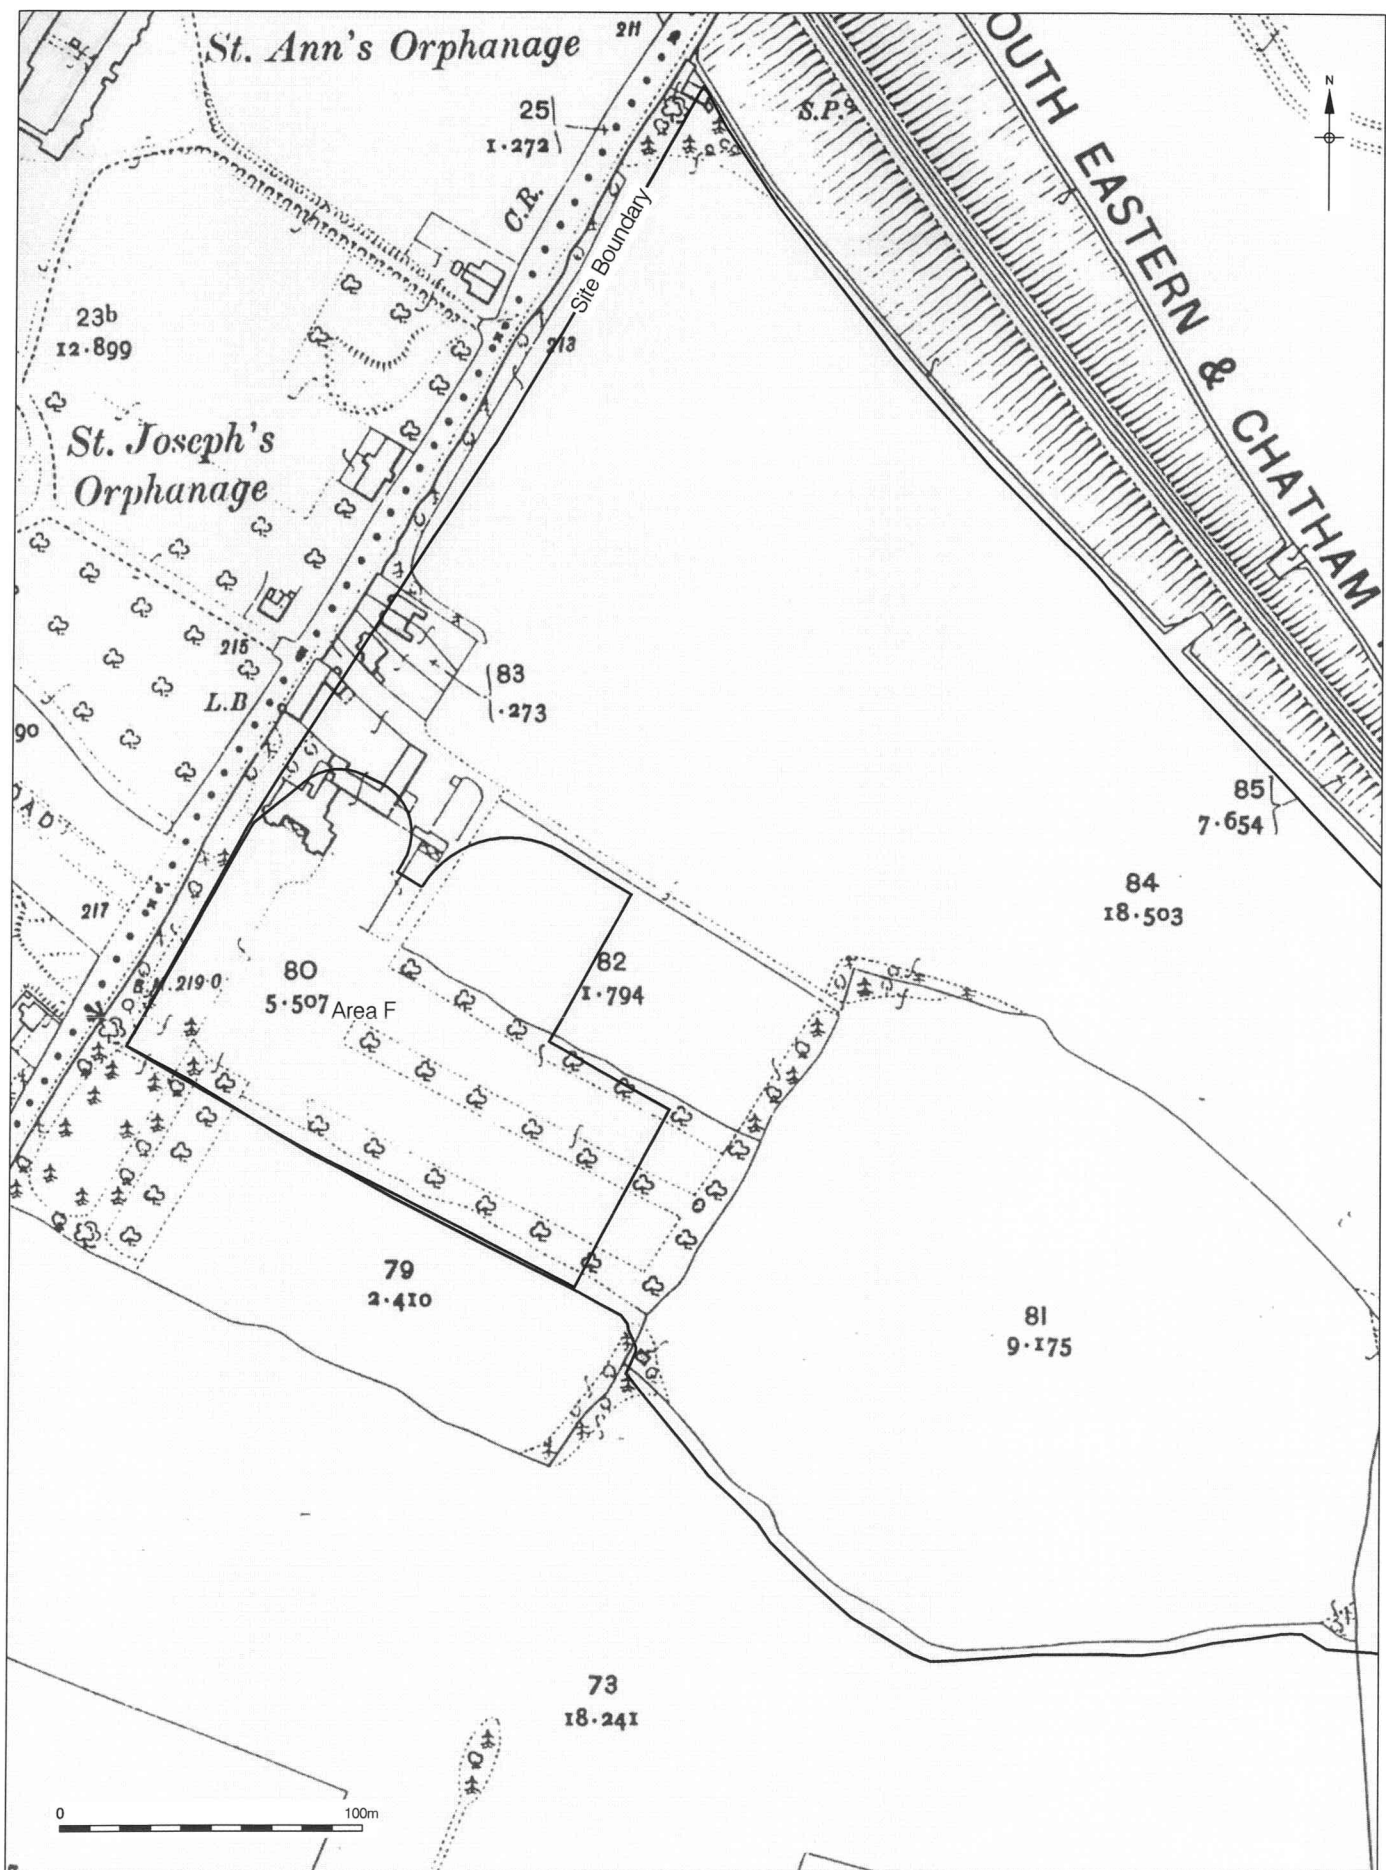 211
St. Ann's Orphanage
N
25
1·272
S.P.
SOUTH EASTERN & CHATHAM
C.R.
Site Boundary
23b
12·899
213
St. Joseph's
Orphanage
215
83
·273
L.B
90
OAD
85
7·654
84
18·503
217
82
1·794
80
5·507
Area F
B.M. 219·0
79
2·410
81
9·175
73
18·241
0
100m